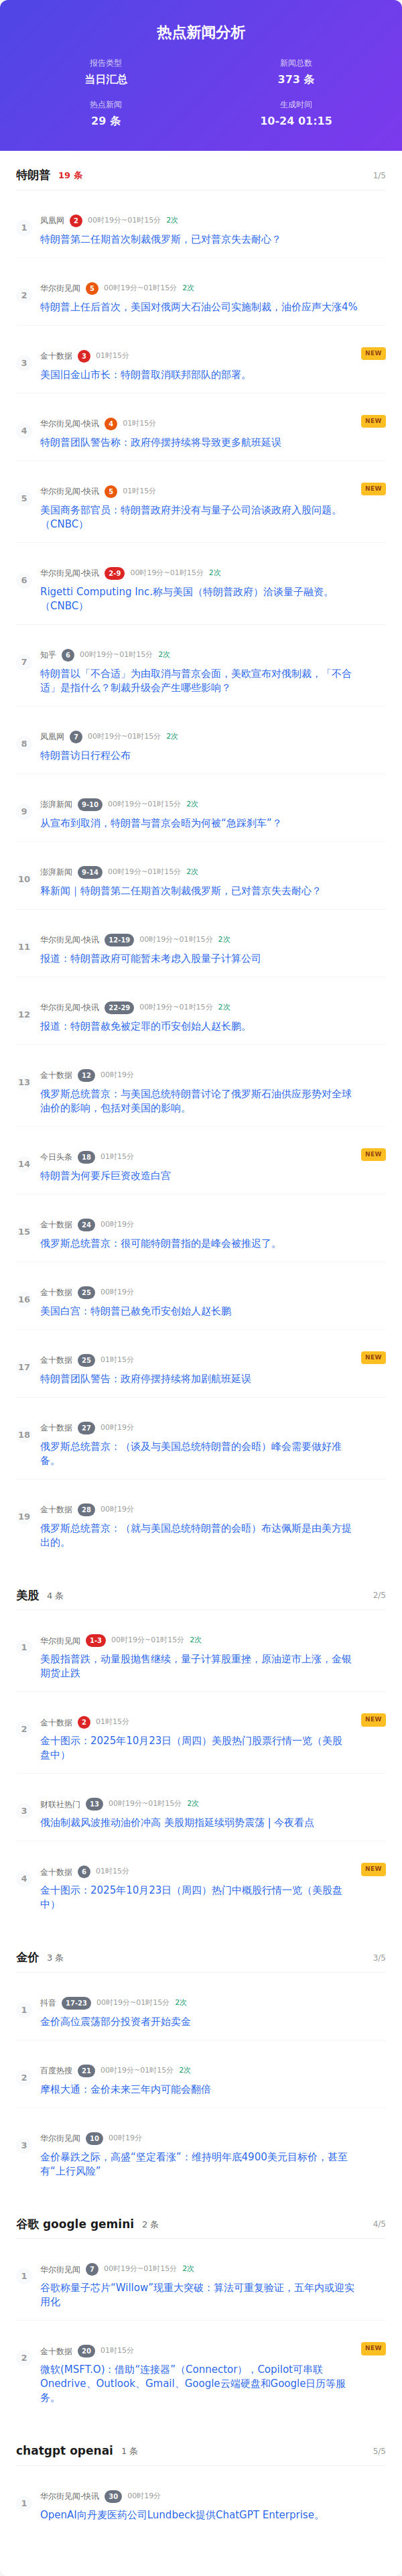 热点新闻分析
报告类型
新闻总数
当日汇总
373 条
热点新闻
生成时间
29 条
10-24 01:15
特朗普 19 条 1/5
1
凤凰网 2 00时19分~01时15分 2次
特朗普第二任期首次制裁俄罗斯，已对普京失去耐心？
2
华尔街见闻 5 00时19分~01时15分 2次
特朗普上任后首次，美国对俄两大石油公司实施制裁，油价应声大涨4%
3
金十数据 3 01时15分
NEW
美国旧金山市长：特朗普取消联邦部队的部署。
4
华尔街见闻-快讯 4 01时15分
NEW
特朗普团队警告称：政府停摆持续将导致更多航班延误
5
华尔街见闻-快讯 5 01时15分
NEW
美国商务部官员：特朗普政府并没有与量子公司洽谈政府入股问题。
（CNBC）
6
华尔街见闻-快讯 2-9 00时19分~01时15分 2次
Rigetti Computing Inc.称与美国（特朗普政府）洽谈量子融资。
（CNBC）
7
知乎 6 00时19分~01时15分 2次
特朗普以「不合适」为由取消与普京会面，美欧宣布对俄制裁，「不合
适」是指什么？制裁升级会产生哪些影响？
8
凤凰网 7 00时19分~01时15分 2次
特朗普访日行程公布
9
澎湃新闻 9-10 00时19分~01时15分 2次
从宣布到取消，特朗普与普京会晤为何被“急踩刹车”？
10
澎湃新闻 9-14 00时19分~01时15分 2次
释新闻｜特朗普第二任期首次制裁俄罗斯，已对普京失去耐心？
11
华尔街见闻-快讯 12-19 00时19分~01时15分 2次
报道：特朗普政府可能暂未考虑入股量子计算公司
12
华尔街见闻-快讯 22-29 00时19分~01时15分 2次
报道：特朗普赦免被定罪的币安创始人赵长鹏。
13
金十数据 12 00时19分
俄罗斯总统普京：与美国总统特朗普讨论了俄罗斯石油供应形势对全球
油价的影响，包括对美国的影响。
14
今日头条 18 01时15分
NEW
特朗普为何要斥巨资改造白宫
15
金十数据 24 00时19分
俄罗斯总统普京：很可能特朗普指的是峰会被推迟了。
16
金十数据 25 00时19分
美国白宫：特朗普已赦免币安创始人赵长鹏
17
金十数据 25 01时15分
NEW
特朗普团队警告：政府停摆持续将加剧航班延误
18
金十数据 27 00时19分
俄罗斯总统普京：（谈及与美国总统特朗普的会晤）峰会需要做好准
备。
19
金十数据 28 00时19分
俄罗斯总统普京：（就与美国总统特朗普的会晤）布达佩斯是由美方提
出的。
美股 4 条 2/5
1
华尔街见闻 1-3 00时19分~01时15分 2次
美股指普跌，动量股抛售继续，量子计算股重挫，原油逆市上涨，金银
期货止跌
2
金十数据 2 01时15分
NEW
金十图示：2025年10月23日（周四）美股热门股票行情一览（美股
盘中）
3
财联社热门 13 00时19分~01时15分 2次
俄油制裁风波推动油价冲高 美股期指延续弱势震荡 | 今夜看点
4
金十数据 6 01时15分
NEW
金十图示：2025年10月23日（周四）热门中概股行情一览（美股盘
中）
金价 3 条 3/5
1
抖音 17-23 00时19分~01时15分 2次
金价高位震荡部分投资者开始卖金
2
百度热搜 21 00时19分~01时15分 2次
摩根大通：金价未来三年内可能会翻倍
3
华尔街见闻 10 00时19分
金价暴跌之际，高盛“坚定看涨”：维持明年底4900美元目标价，甚至
有“上行风险”
谷歌 google gemini 2 条 4/5
1
华尔街见闻 7 00时19分~01时15分 2次
谷歌称量子芯片“Willow”现重大突破：算法可重复验证，五年内或迎实
用化
2
金十数据 20 01时15分
NEW
微软(MSFT.O)：借助“连接器”（Connector），Copilot可串联
Onedrive、Outlook、Gmail、Google云端硬盘和Google日历等服
务。
chatgpt openai 1 条 5/5
1
华尔街见闻-快讯 30 00时19分
OpenAI向丹麦医药公司Lundbeck提供ChatGPT Enterprise。